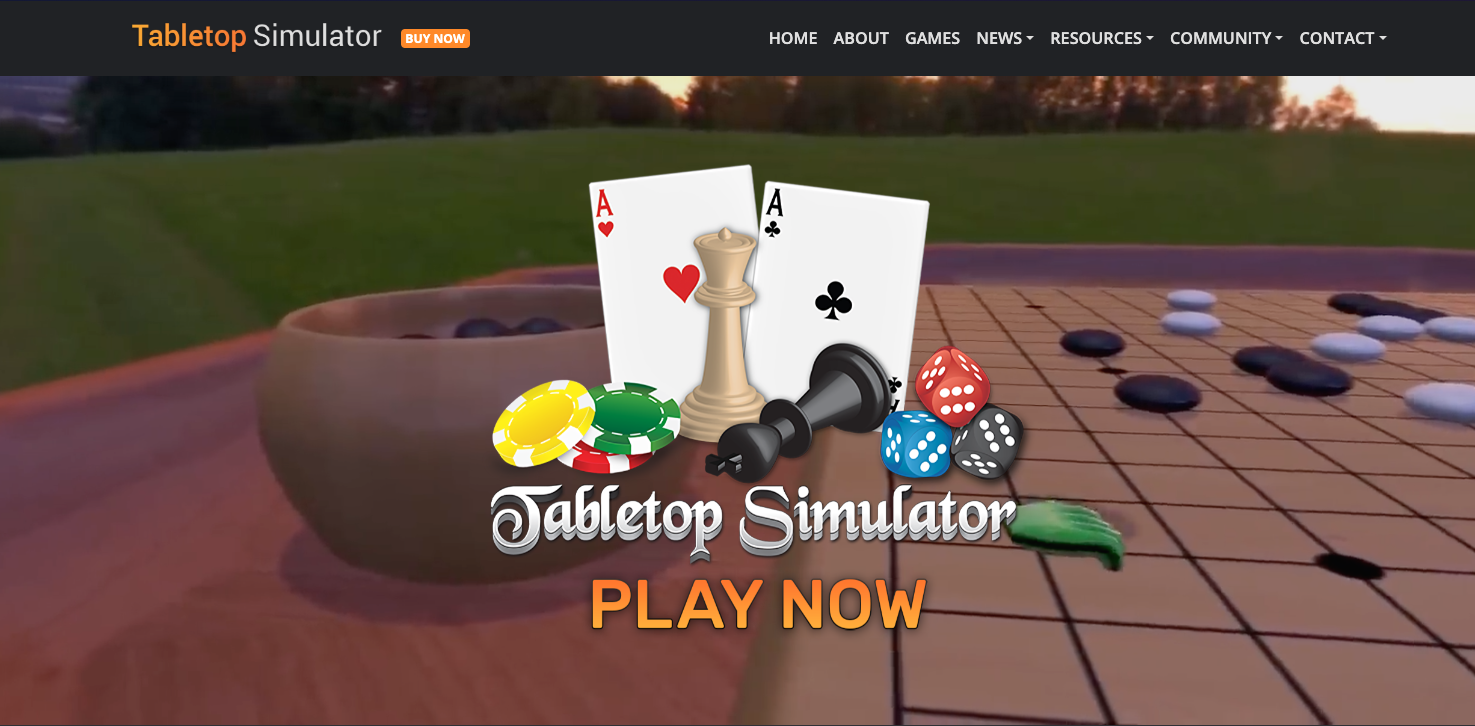 Tabletop Simulator BUY NOW HOME ABOUT GAMES NEWS RESOURCES COMMUNITY CONTACT
A A
A
Tabletop Simulator
PLAY NOW